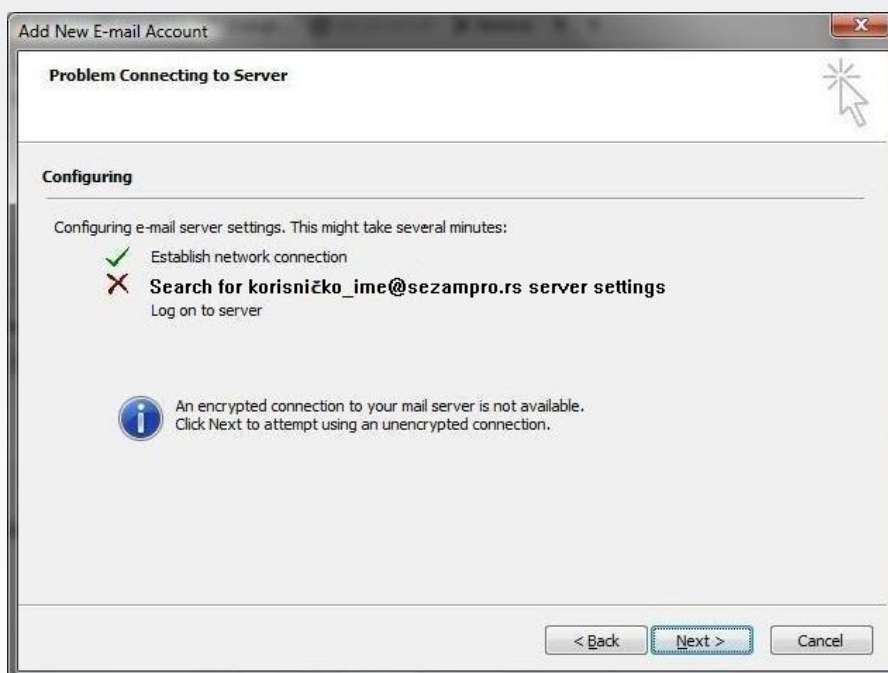 Add New E-mail Account
Problem Connecting to Server
Configuring
Configuring e-mail server settings. This might take several minutes:
Establish network connection
Search for korisničko_ime@sezampro.rs server settings
Log on to server
An encrypted connection to your mail server is not available.
Click Next to attempt using an unencrypted connection.
< Back
Next >
Cancel